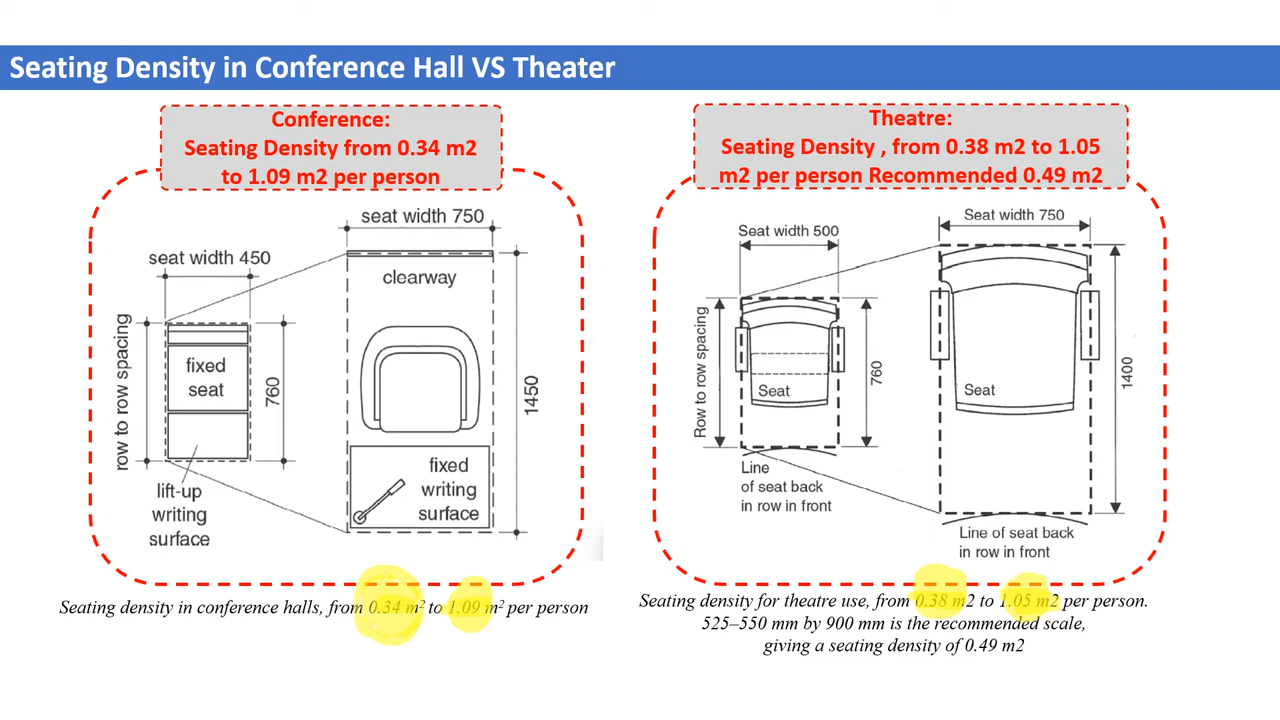 Seating Density in Conference Hall VS Theater
Conference:
Seating Density from 0.34 m2
to 1.09 m2 per person
seat width 750
seat width 450
clearway
row to row spacing
fixed
seat
760
1450
lift-up
writing
surface
fixed
writing
surface
Seating density in conference halls, from 0.34 m² to 1.09 m² per person
Theatre:
Seating Density , from 0.38 m2 to 1.05
m2 per person Recommended 0.49 m2
Seat width 750
Seat width 500
Row to row spacing
Seat
760
Seat
1400
Line
of seat back
in row in front
Line of seat back
in row in front
Seating density for theatre use, from 0.38 m2 to 1.05 m2 per person.
525–550 mm by 900 mm is the recommended scale,
giving a seating density of 0.49 m2